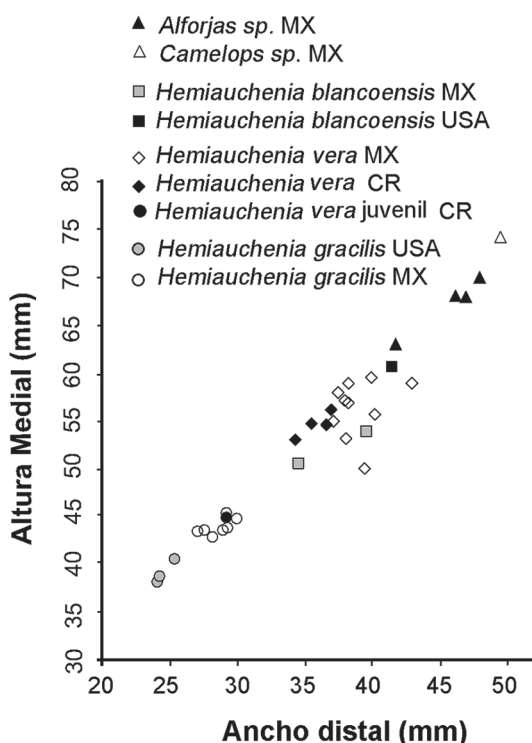 Alforjas sp. MX
Camelops sp. MX
Hemiauchenia blancoensis MX
Hemiauchenia blancoensis USA
Hemiauchenia vera MX
Hemiauchenia vera CR
Hemiauchenia vera juvenil CR
Hemiauchenia gracilis USA
Hemiauchenia gracilis MX
Altura Medial (mm)
80
75
70
65
60
55
50
45
40
35
30
20 25 30 35 40 45 50
Ancho distal (mm)